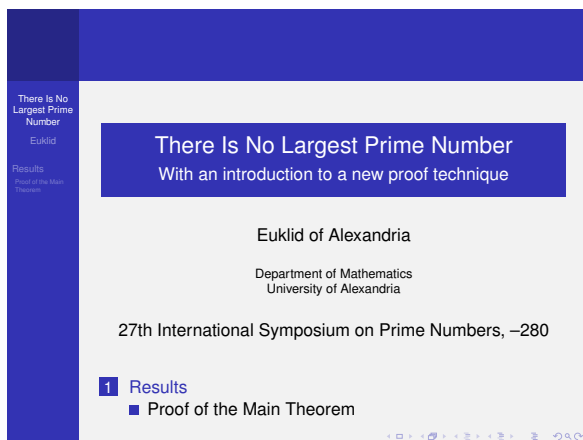 There Is No
Largest Prime
Number
Euklid
Results
Proof of the Main
Theorem
There Is No Largest Prime Number
With an introduction to a new proof technique
Euklid of Alexandria
Department of Mathematics
University of Alexandria
27th International Symposium on Prime Numbers, –280
1 Results
Proof of the Main Theorem